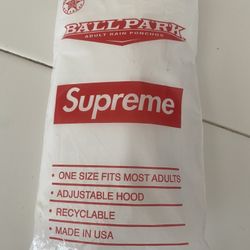 BALLPARK
ADULT RAIN PONCHOS
Supreme
• ONE SIZE FITS MOST ADULTS
• ADJUSTABLE HOOD
• RECYCLABLE
• MADE IN USA